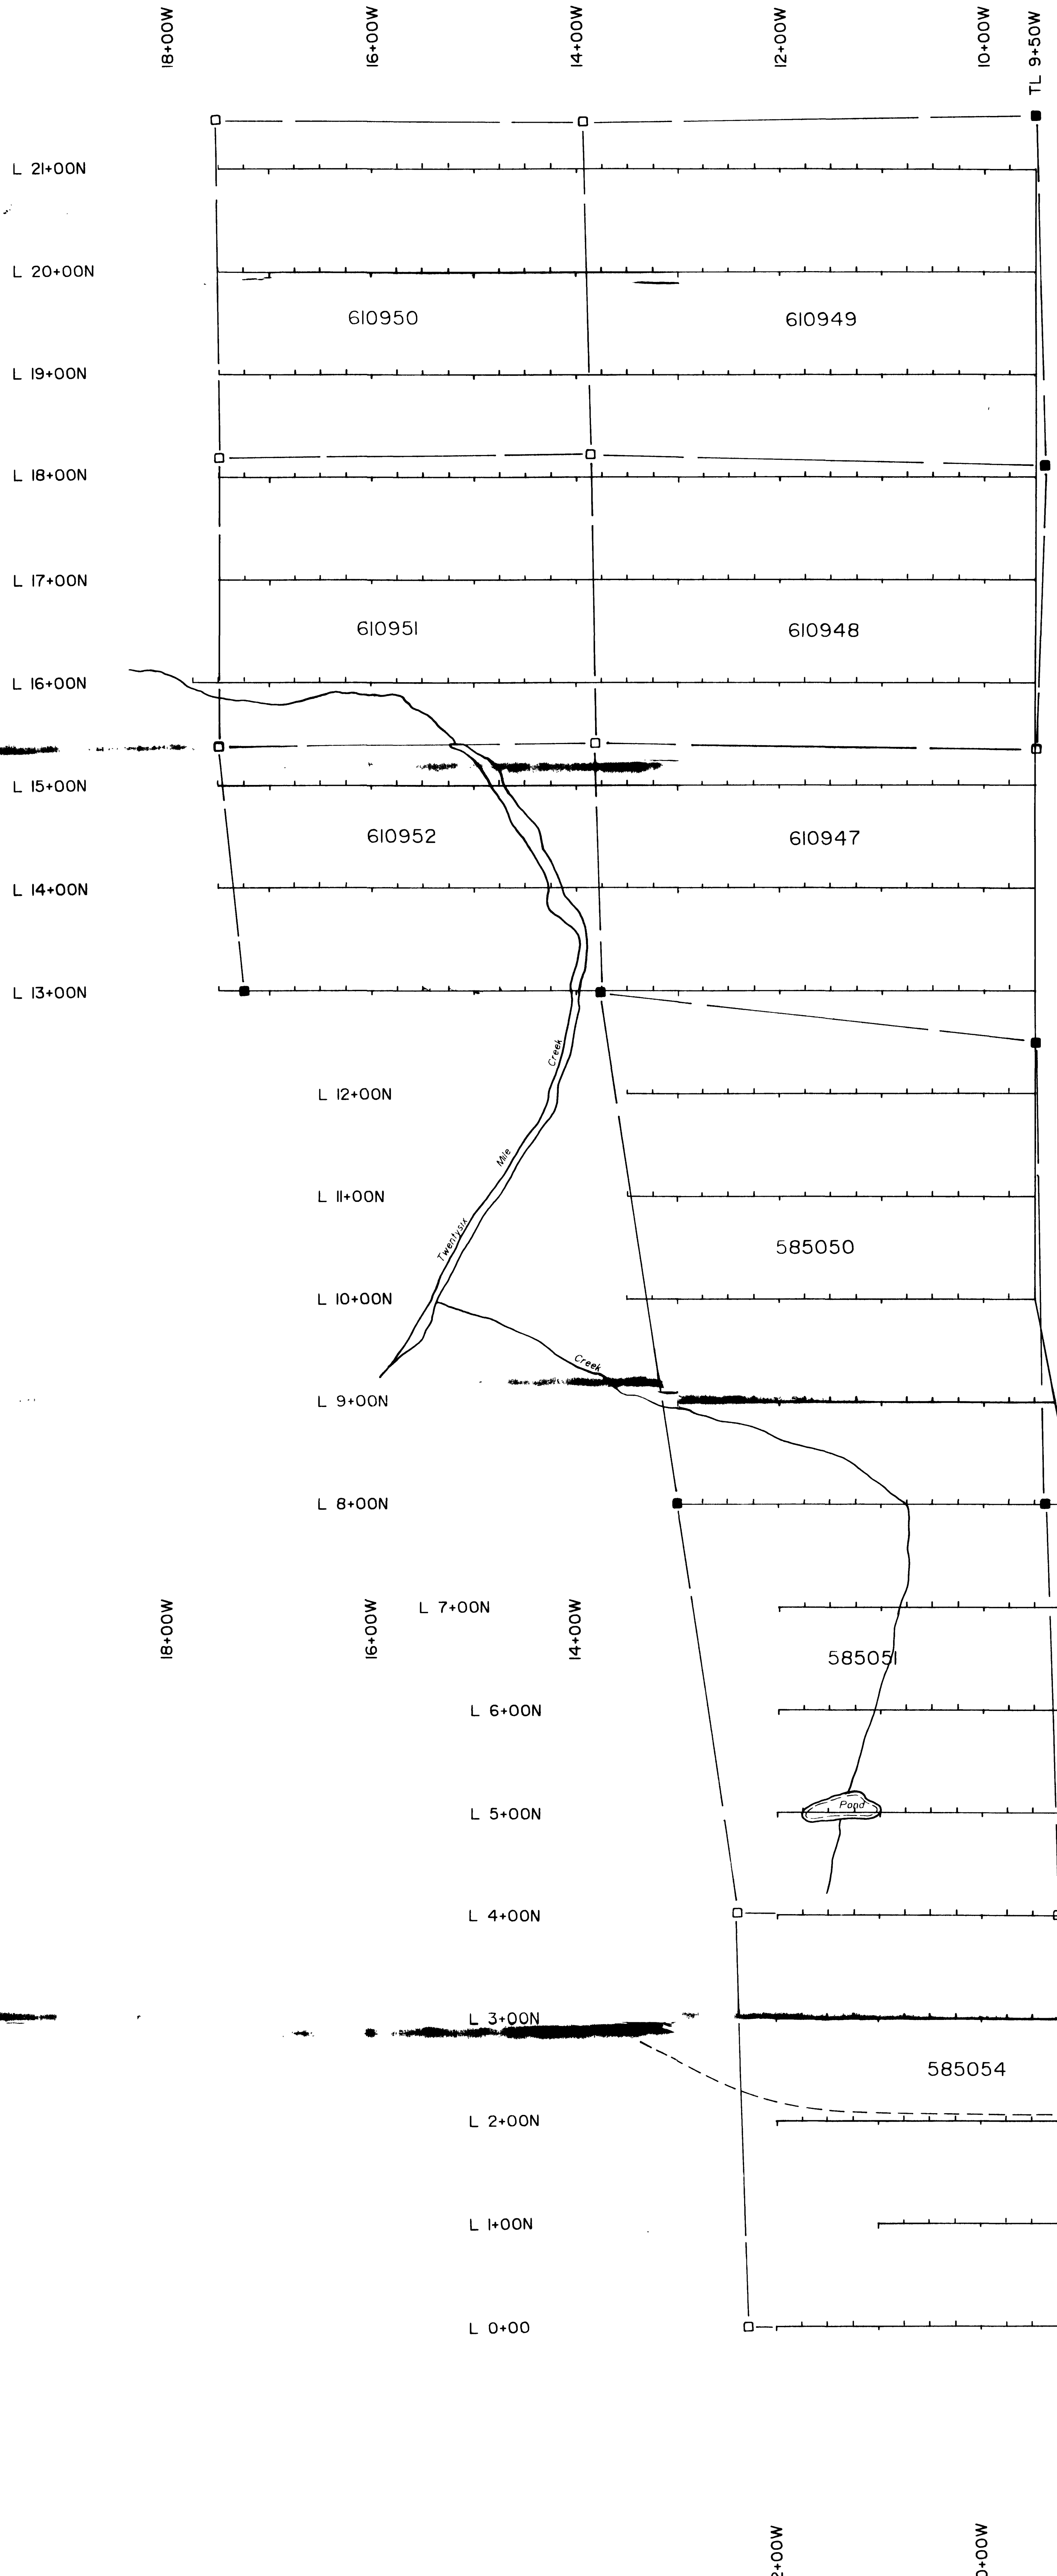 18+00W
16+00W
14+00W
12+00W
10+00W
TL 9+50W
L 21+00N
L 20+00N
610950
610949
L 19+00N
L 18+00N
L 17+00N
610951
610948
L 16+00N
L 15+00N
610952
610947
L 14+00N
L 13+00N
Twentysix Mile Creek
L 12+00N
L 11+00N
585050
L 10+00N
Creek
L 9+00N
L 8+00N
18+00W
16+00W
L 7+00N
14+00W
585051
L 6+00N
Pond
L 5+00N
L 4+00N
L 3+00N
585054
L 2+00N
L 1+00N
L 0+00
2+00W
0+00W